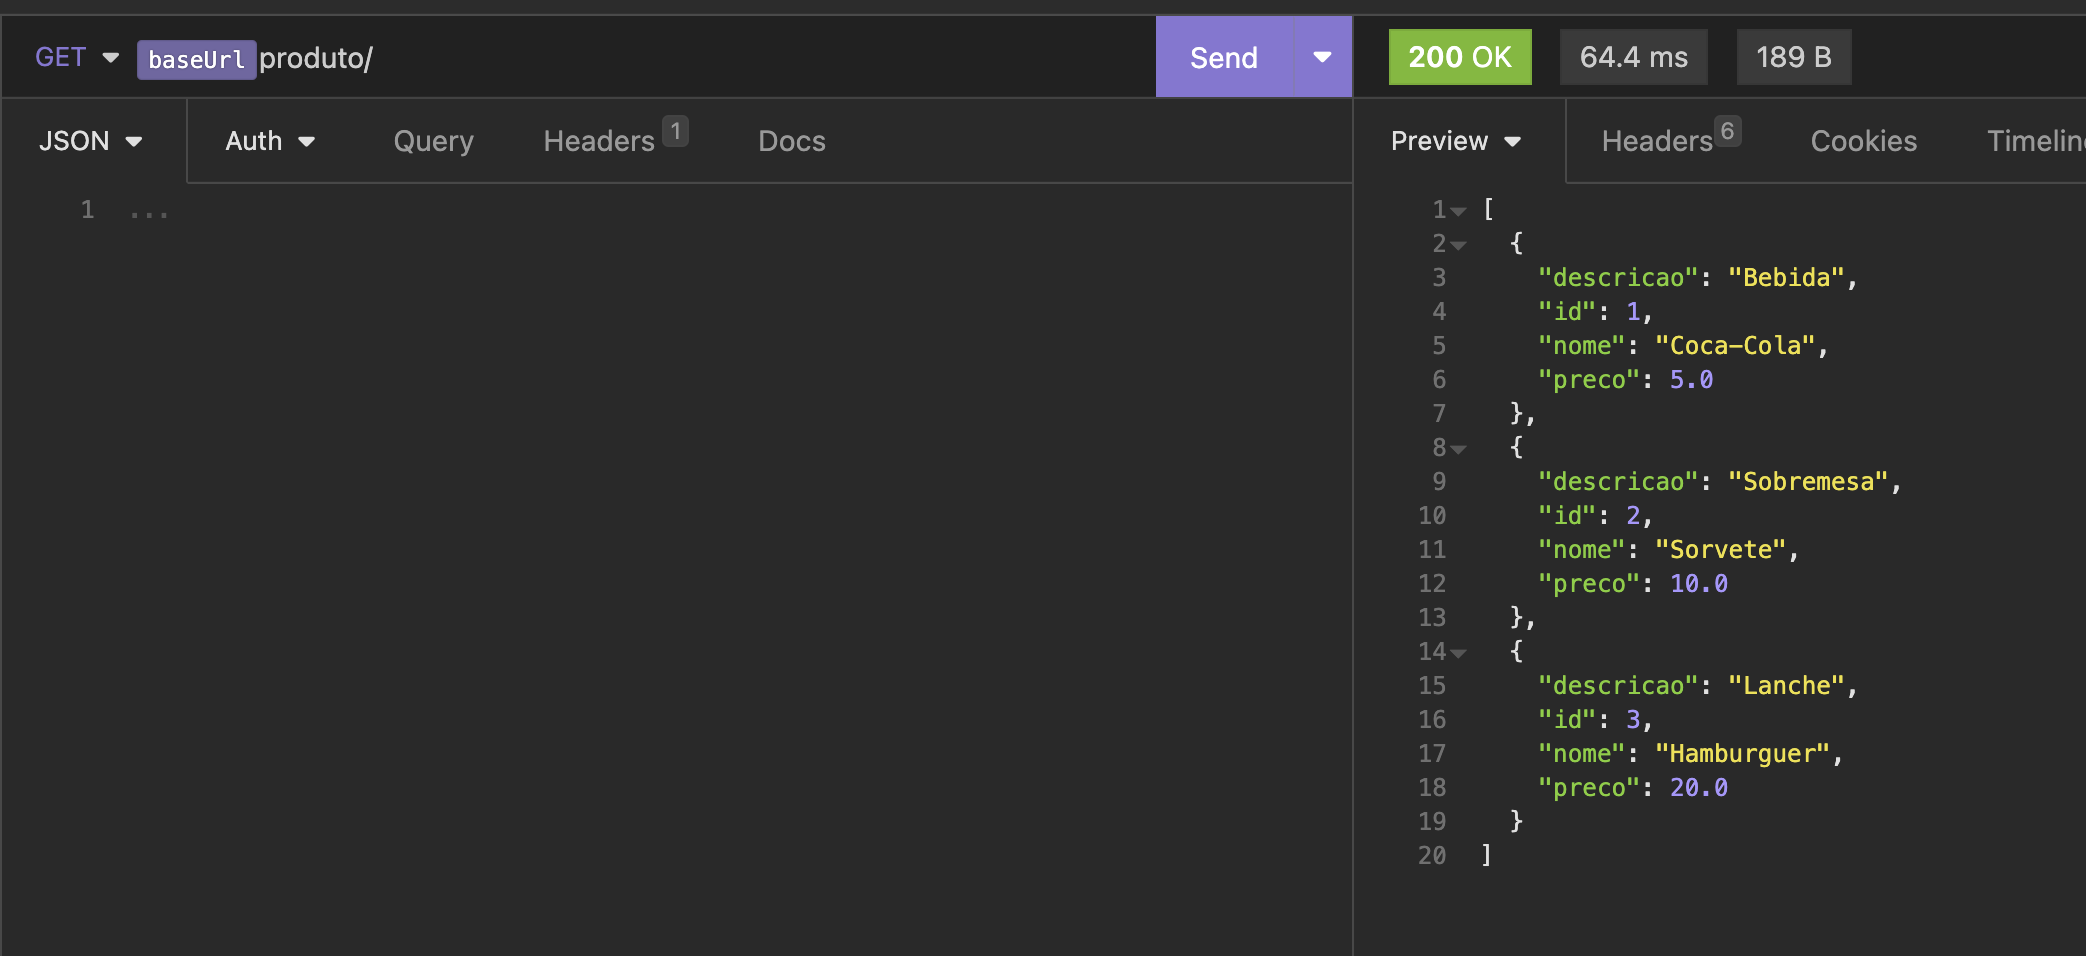 GET baseUrl produto/ Send 200 OK 64.4 ms 189 B
JSON Auth Query Headers 1 Docs Preview Headers 6 Cookies Timelin
1 ...
1 [
2 {
3 "descricao": "Bebida",
4 "id": 1,
5 "nome": "Coca-Cola",
6 "preco": 5.0
7 },
8 {
9 "descricao": "Sobremesa",
10 "id": 2,
11 "nome": "Sorvete",
12 "preco": 10.0
13 },
14 {
15 "descricao": "Lanche",
16 "id": 3,
17 "nome": "Hamburguer",
18 "preco": 20.0
19 }
20 ]